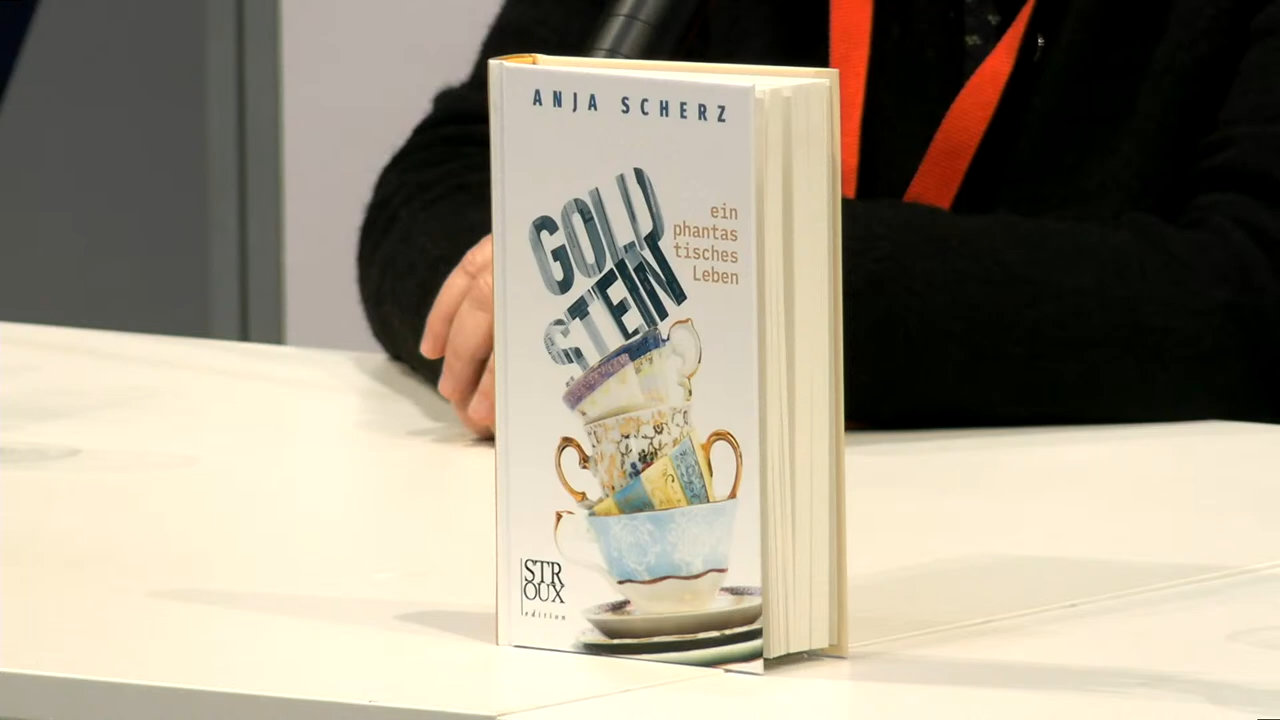 ANJA SCHERZ
GOLD
STEIN
ein
phantas
tisches
Leben
STR
OUX
edition